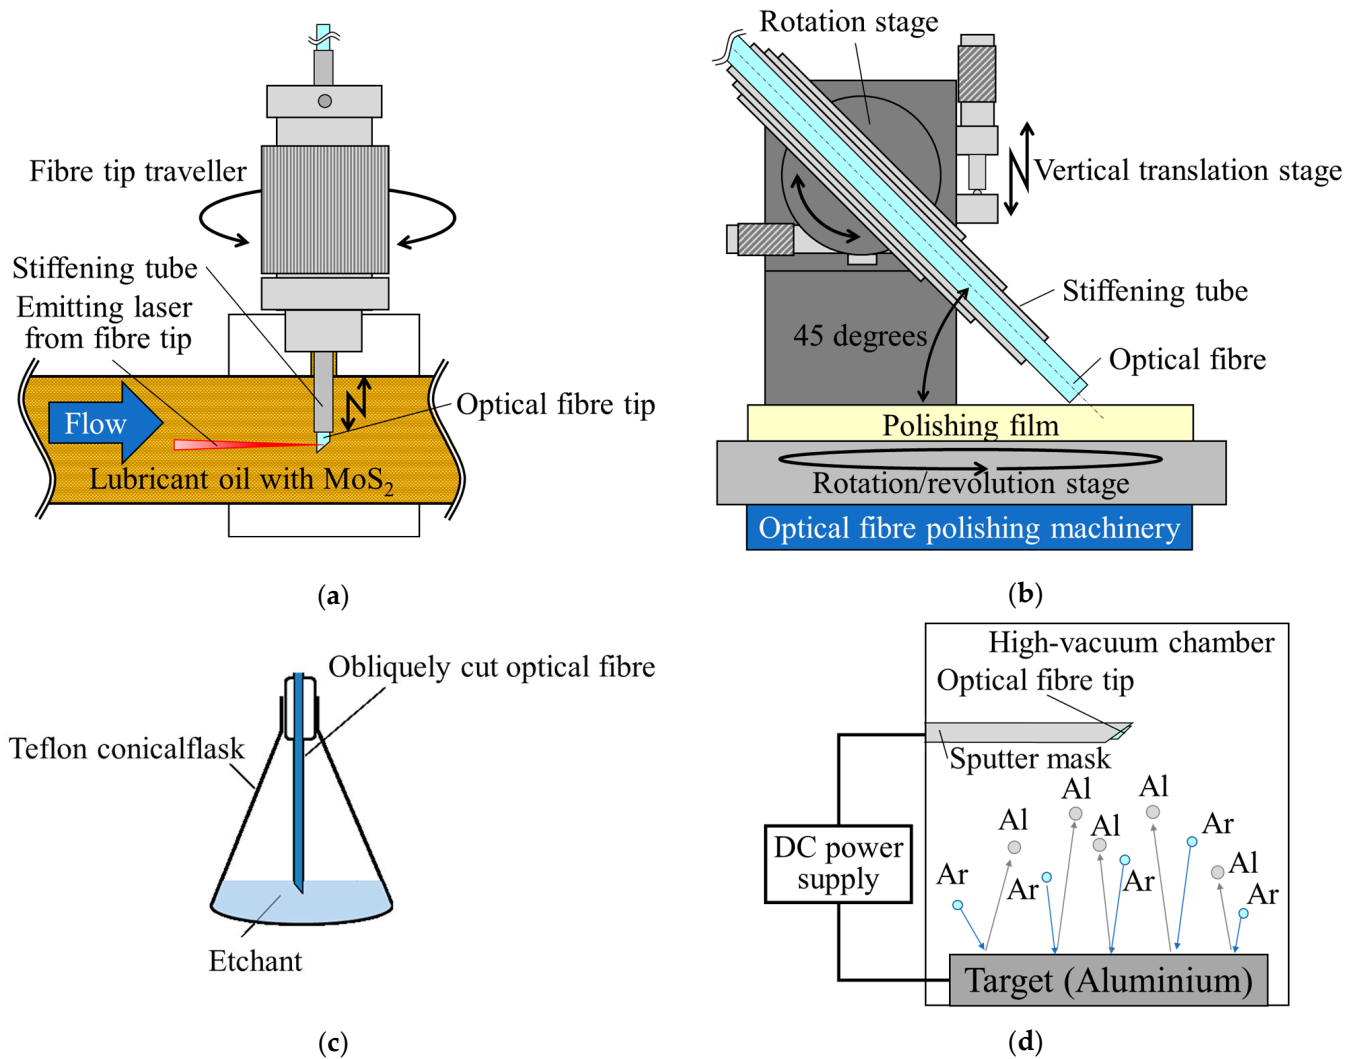 Fibre tip traveller
Stiffening tube
Emitting laser
from fibre tip
Flow
Optical fibre tip
Lubricant oil with MoS₂
(a)
Rotation stage
Vertical translation stage
Stiffening tube
45 degrees
Optical fibre
Polishing film
Rotation/revolution stage
Optical fibre polishing machinery
(b)
Obliquely cut optical fibre
Teflon conicalflask
Etchant
(c)
High-vacuum chamber
Optical fibre tip
Sputter mask
DC power
supply
Al
Al
Al
Al
Al
Ar
Ar
Ar
Ar
Ar
Target (Aluminium)
(d)